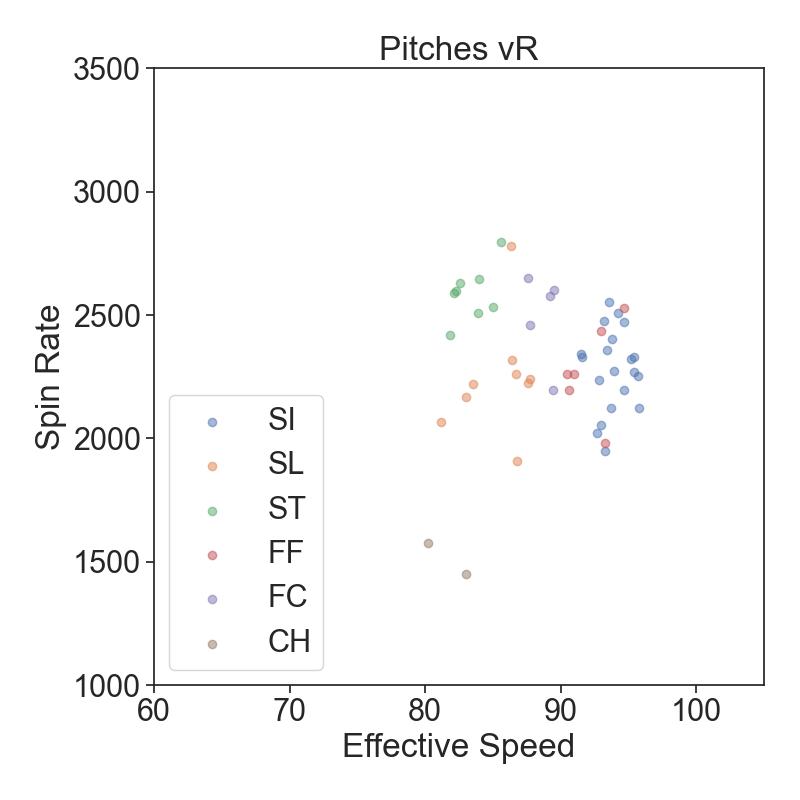 Pitches vR
3500
3000
2500
2000
1500
1000
Spin Rate
SI
SL
ST
FF
FC
CH
60 70 80 90 100
Effective Speed